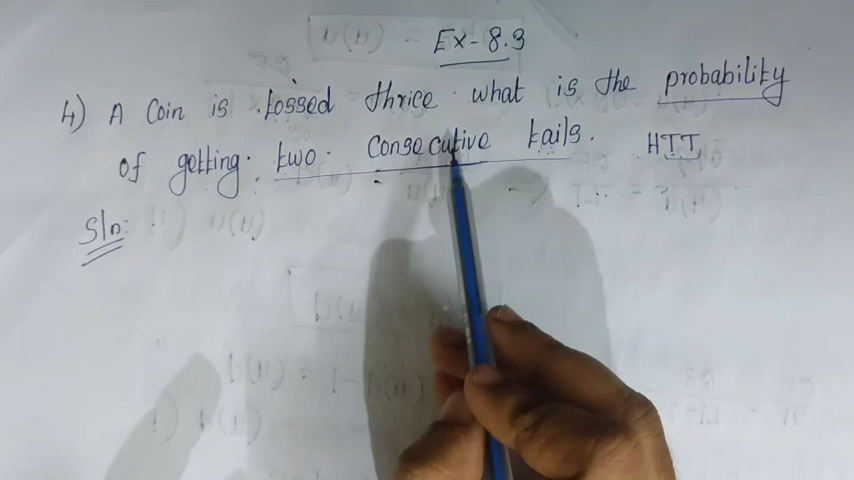 Ex-8.3
4) A Coin is tossed thrice. what is the probability
of getting two consecutive tails. HTT
Sln: